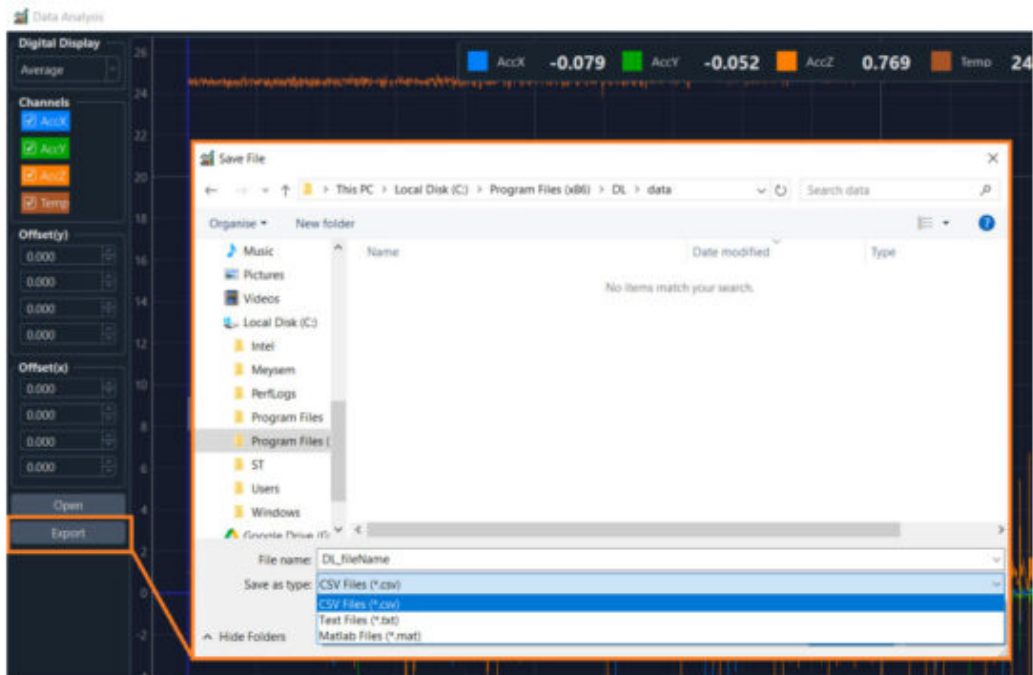 Data Analysis
Digital Display
Average
Channels
AccX
AccY
AccZ
Temp
Offset(y)
0.000
0.000
0.000
0.000
Offset(x)
0.000
0.000
0.000
0.000
Open
Export
26
24
22
20
18
16
14
12
10
8
6
4
2
0
-2
AccX -0.079 AccY -0.052 AccZ 0.769 Temp 24
Save File
This PC > Local Disk (C:) > Program Files (x86) > DL > data
Search data
Organise New folder
Name Date modified Type
No items match your search.
Music
Pictures
Videos
Local Disk (C:)
Intel
Meysem
PerfLogs
Program Files
Program Files (
ST
Users
Windows
Google Drive (G:
File name: DL_fileName
Save as type: CSV Files (*.csv)
CSV Files (*.csv)
Text Files (*.txt)
Matlab Files (*.mat)
Hide Folders